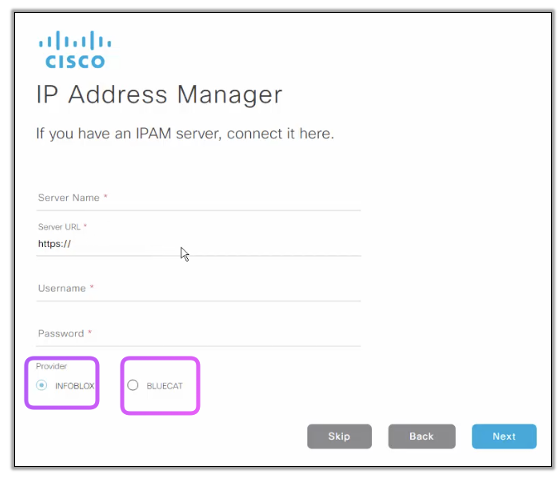 CISCO
IP Address Manager
If you have an IPAM server, connect it here.
Server Name *
Server URL *
https://
Username *
Password *
Provider
INFOBLOX BLUECAT
Skip Back Next